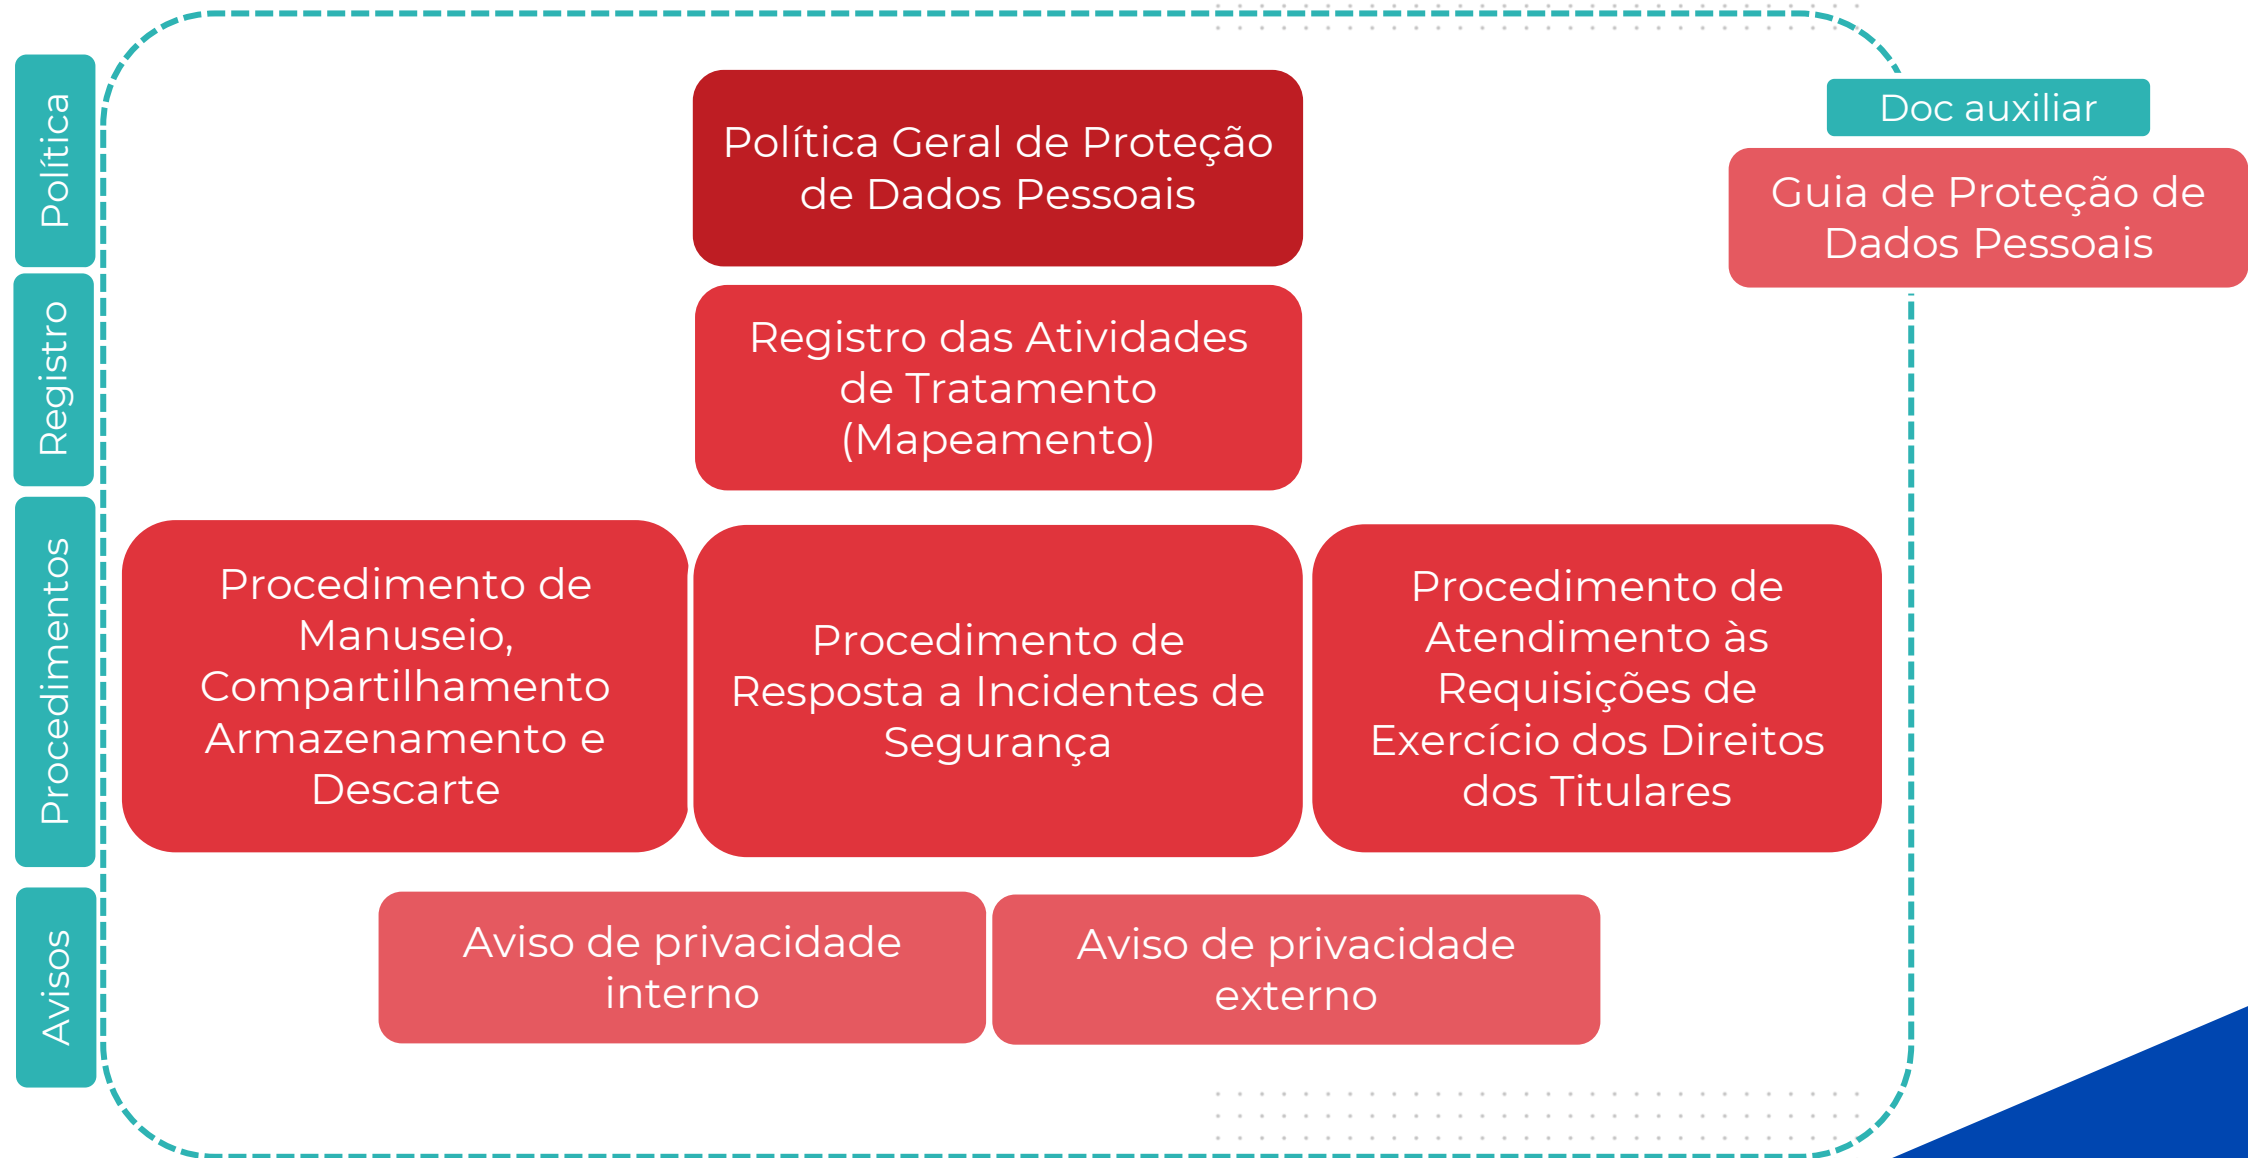 Política
Política Geral de Proteção
de Dados Pessoais
Doc auxiliar
Guia de Proteção de
Dados Pessoais
Registro
Registro das Atividades
de Tratamento
(Mapeamento)
Procedimentos
Procedimento de
Manuseio,
Compartilhamento
Armazenamento e
Descarte
Procedimento de
Resposta a Incidentes de
Segurança
Procedimento de
Atendimento às
Requisições de
Exercício dos Direitos
dos Titulares
Avisos
Aviso de privacidade
interno
Aviso de privacidade
externo